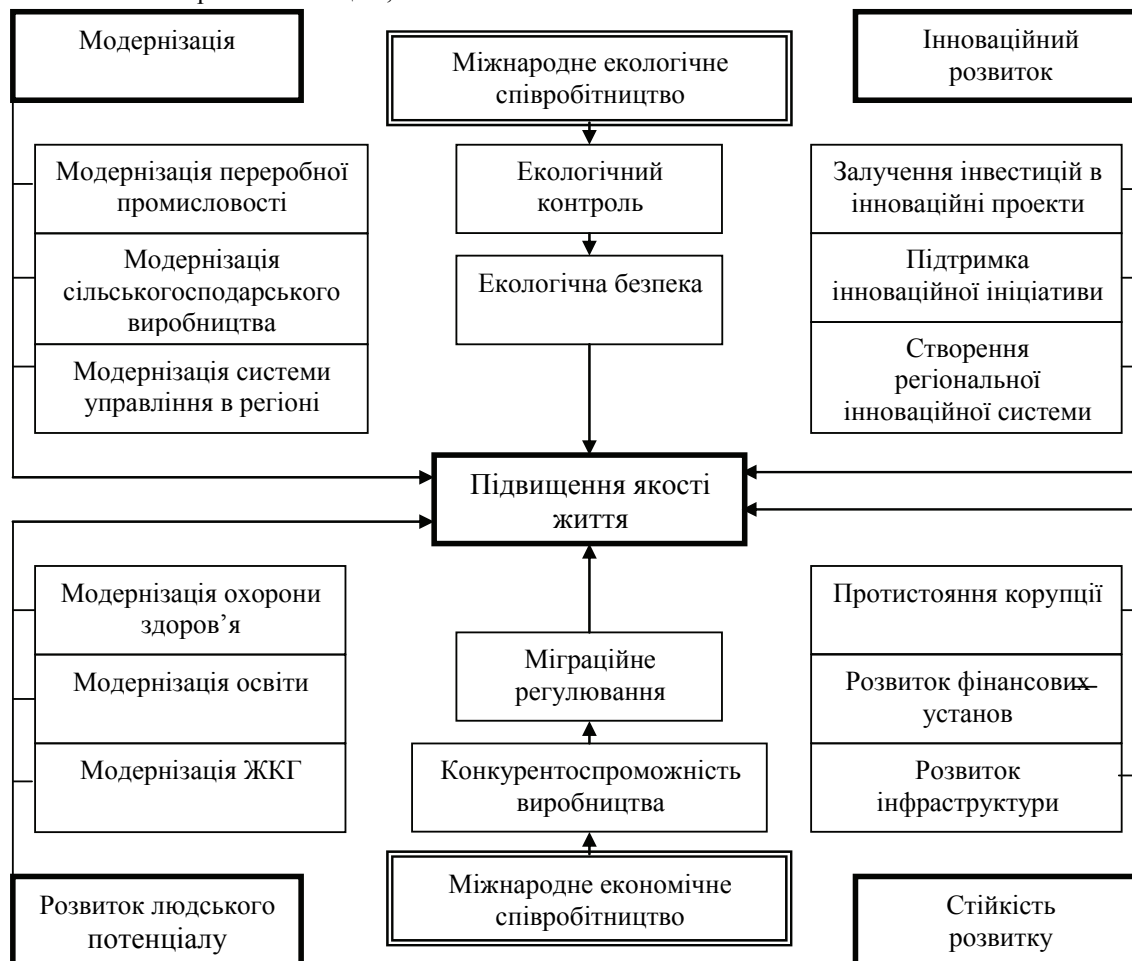 Модернізація
Міжнародне екологічне
співробітництво
Інноваційний
розвиток
Модернізація переробної
промисловості
Модернізація
сільськогосподарського
виробництва
Модернізація системи
управління в регіоні
Екологічний
контроль
Екологічна безпека
Залучення інвестицій в
інноваційні проекти
Підтримка
інноваційної ініціативи
Створення
регіональної
інноваційної системи
Підвищення якості
життя
Модернізація охорони
здоров’я
Модернізація освіти
Модернізація ЖКГ
Міграційне
регулювання
Конкурентоспроможність
виробництва
Міжнародне економічне
співробітництво
Протистояння корупції
Розвиток фінансових
установ
Розвиток
інфраструктури
Розвиток людського
потенціалу
Стійкість
розвитку